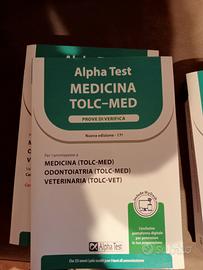 Alpha Test
MEDICINA
TOLC-MED
PROVE DI VERIFICA
Nuova edizione - 17ª
Per l'ammissione a
MEDICINA (TOLC-MED)
ODONTOIATRIA (TOLC-MED)
VETERINARIA (TOLC-VET)
Alpha Test